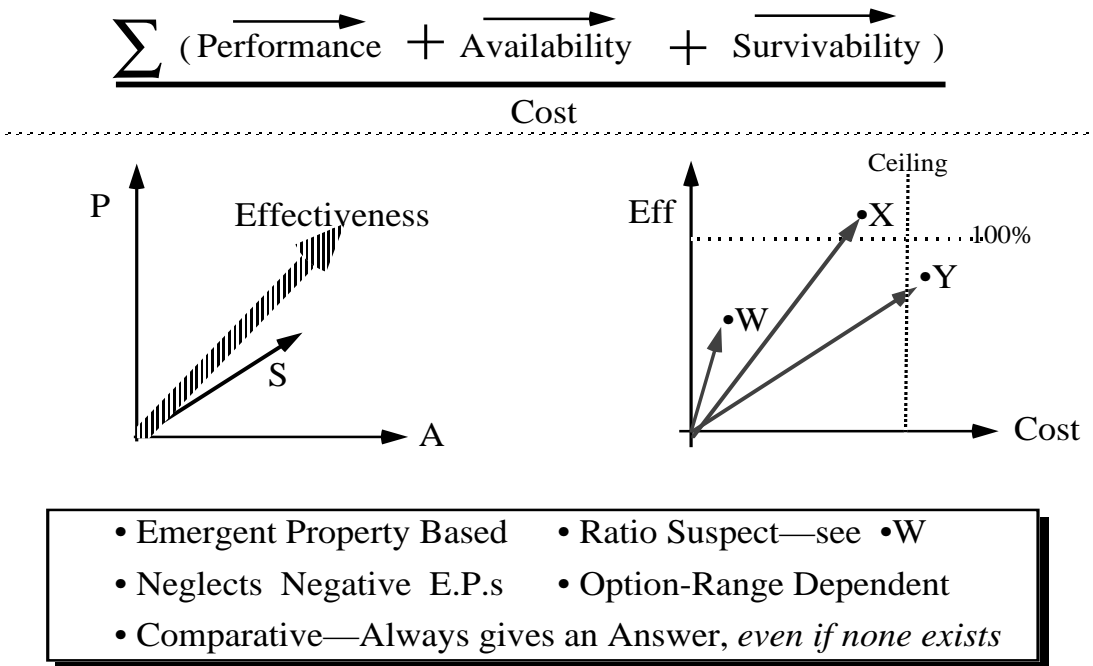 ∑ ( Performance + Availability + Survivability )
Cost
P
Effectiveness
S
A
Ceiling
Eff
X
100%
Y
W
Cost
• Emergent Property Based • Ratio Suspect—see •W
• Neglects Negative E.P.s • Option-Range Dependent
• Comparative—Always gives an Answer, even if none exists